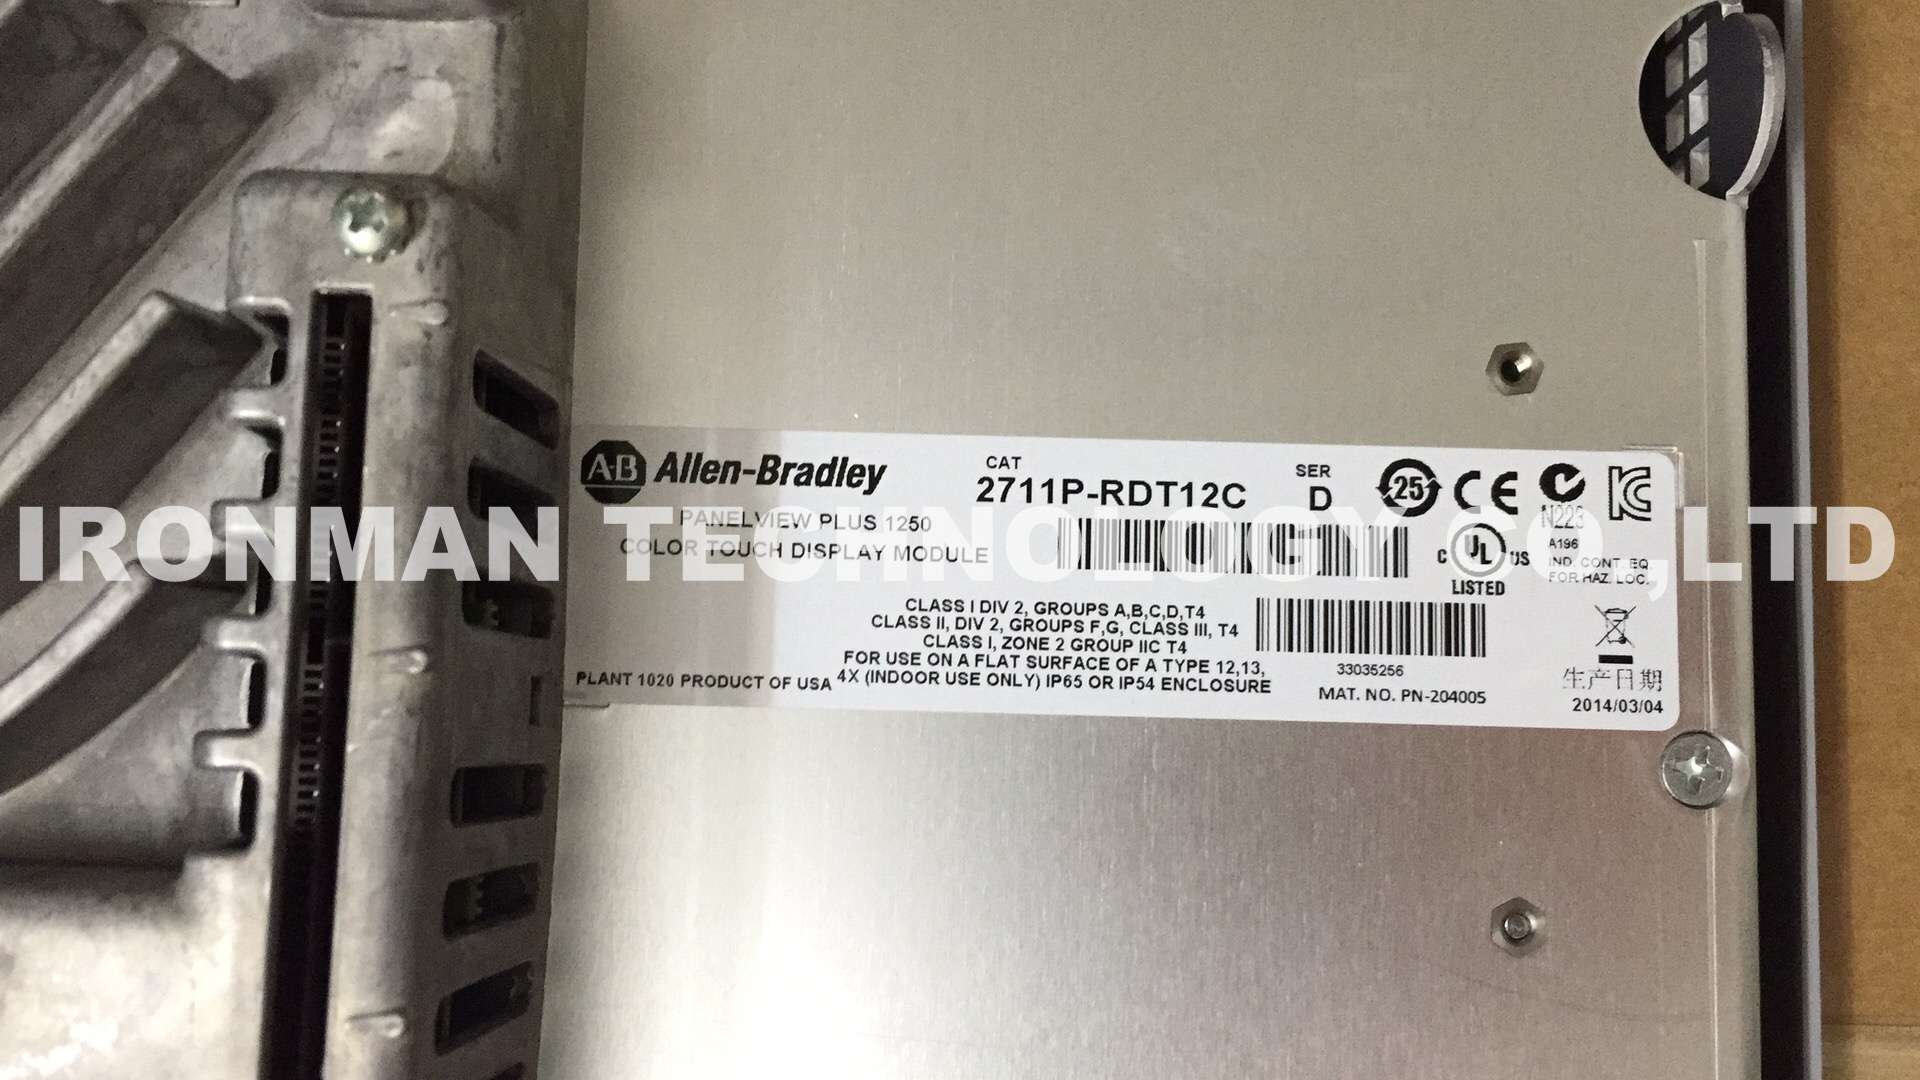 A-B Allen-Bradley
PANELVIEW PLUS 1250
COLOR TOUCH DISPLAY MODULE
CAT
2711P-RDT12C
SER
D
25
CE
N223
KC
C UL US
LISTED
A196
IND. CONT. EQ.
FOR HAZ. LOC.
IRONMAN TECHNOLOGY CO.,LTD
CLASS I DIV 2, GROUPS A,B,C,D,T4
CLASS II, DIV 2, GROUPS F,G, CLASS III, T4
CLASS I, ZONE 2 GROUP IIC T4
FOR USE ON A FLAT SURFACE OF A TYPE 12,13,
4X (INDOOR USE ONLY) IP65 OR IP54 ENCLOSURE
PLANT 1020 PRODUCT OF USA
33035256
MAT. NO. PN-204005
生产日期
2014/03/04